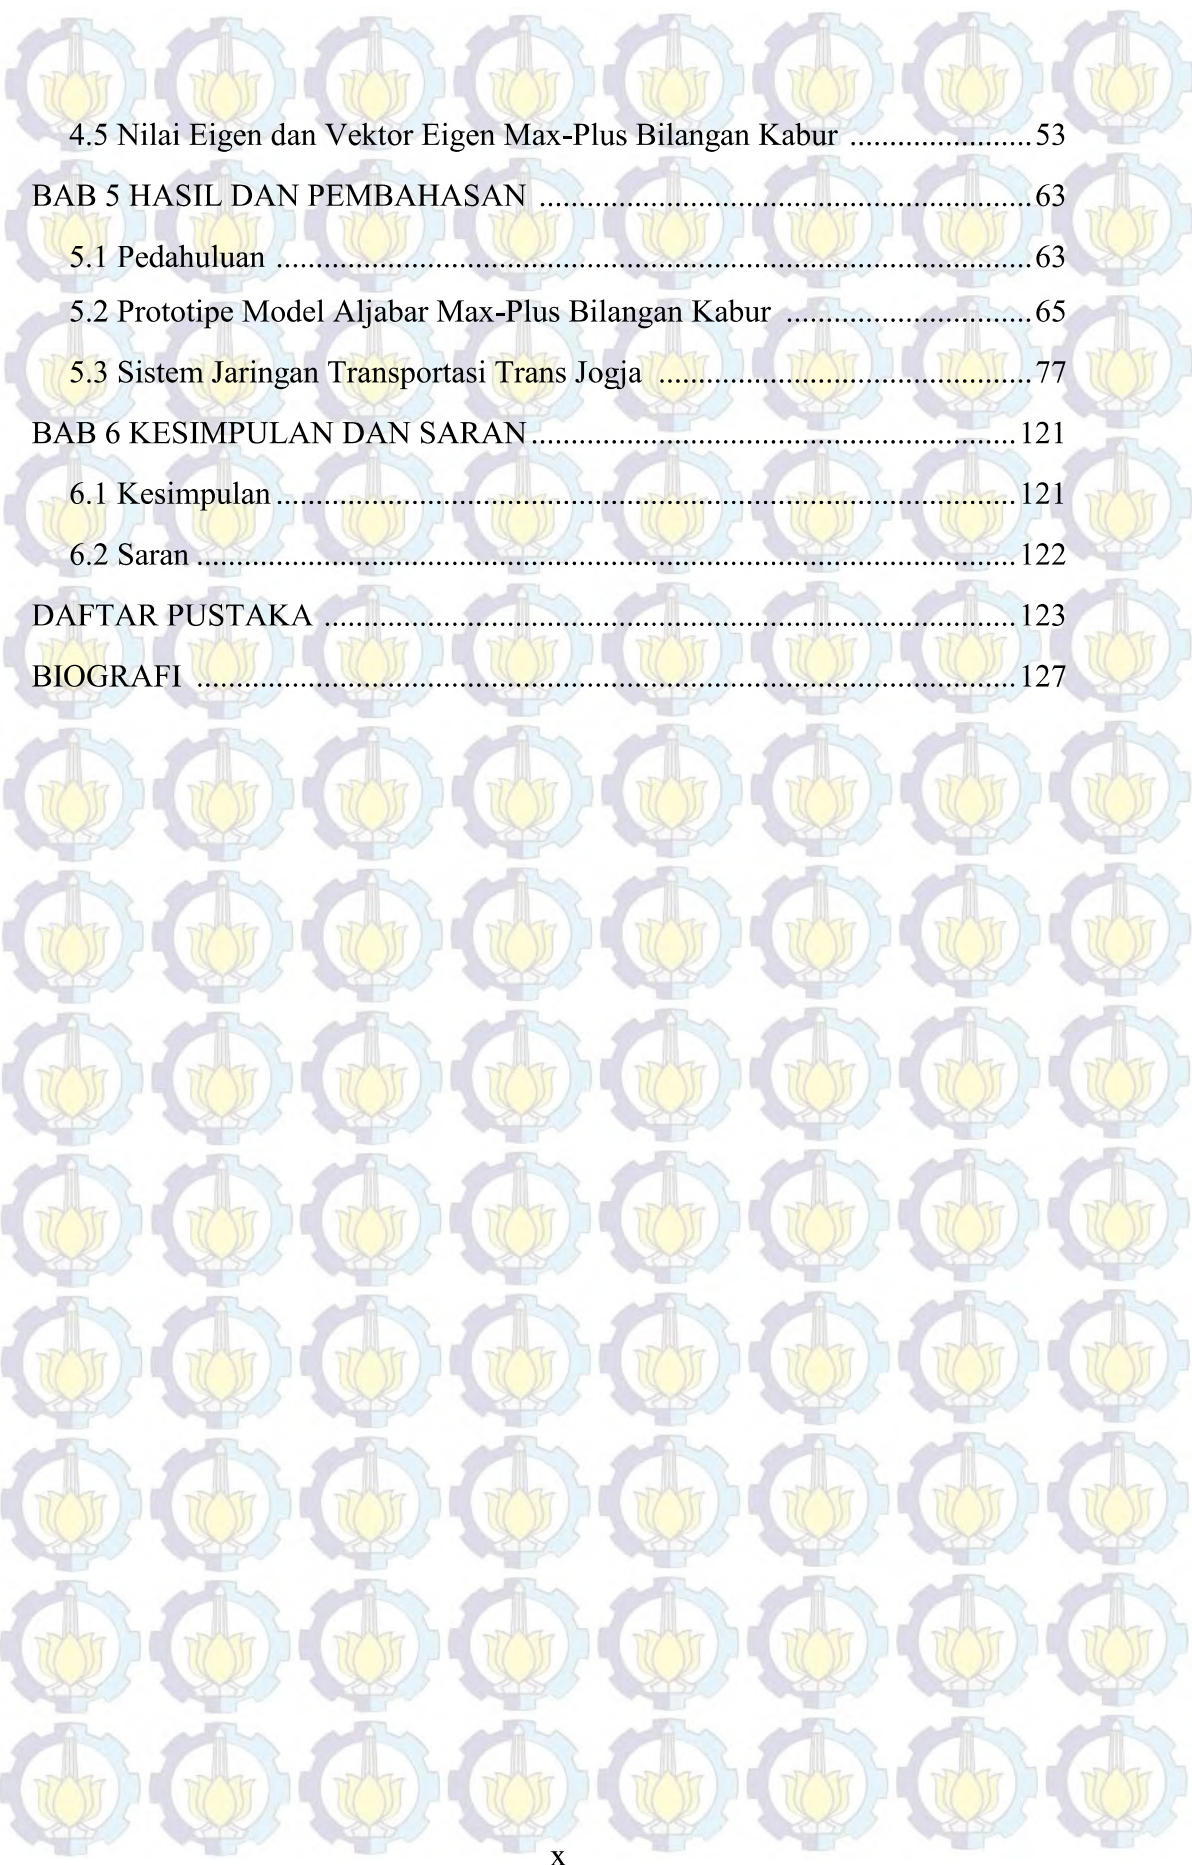 4.5 Nilai Eigen dan Vektor Eigen Max-Plus Bilangan Kabur ....................... 53
BAB 5 HASIL DAN PEMBAHASAN .............................................................. 63
5.1 Pedahuluan ............................................................................................... 63
5.2 Prototipe Model Aljabar Max-Plus Bilangan Kabur ............................... 65
5.3 Sistem Jaringan Transportasi Trans Jogja ............................................... 77
BAB 6 KESIMPULAN DAN SARAN ............................................................. 121
6.1 Kesimpulan ............................................................................................. 121
6.2 Saran ....................................................................................................... 122
DAFTAR PUSTAKA ....................................................................................... 123
BIOGRAFI ....................................................................................................... 127
x